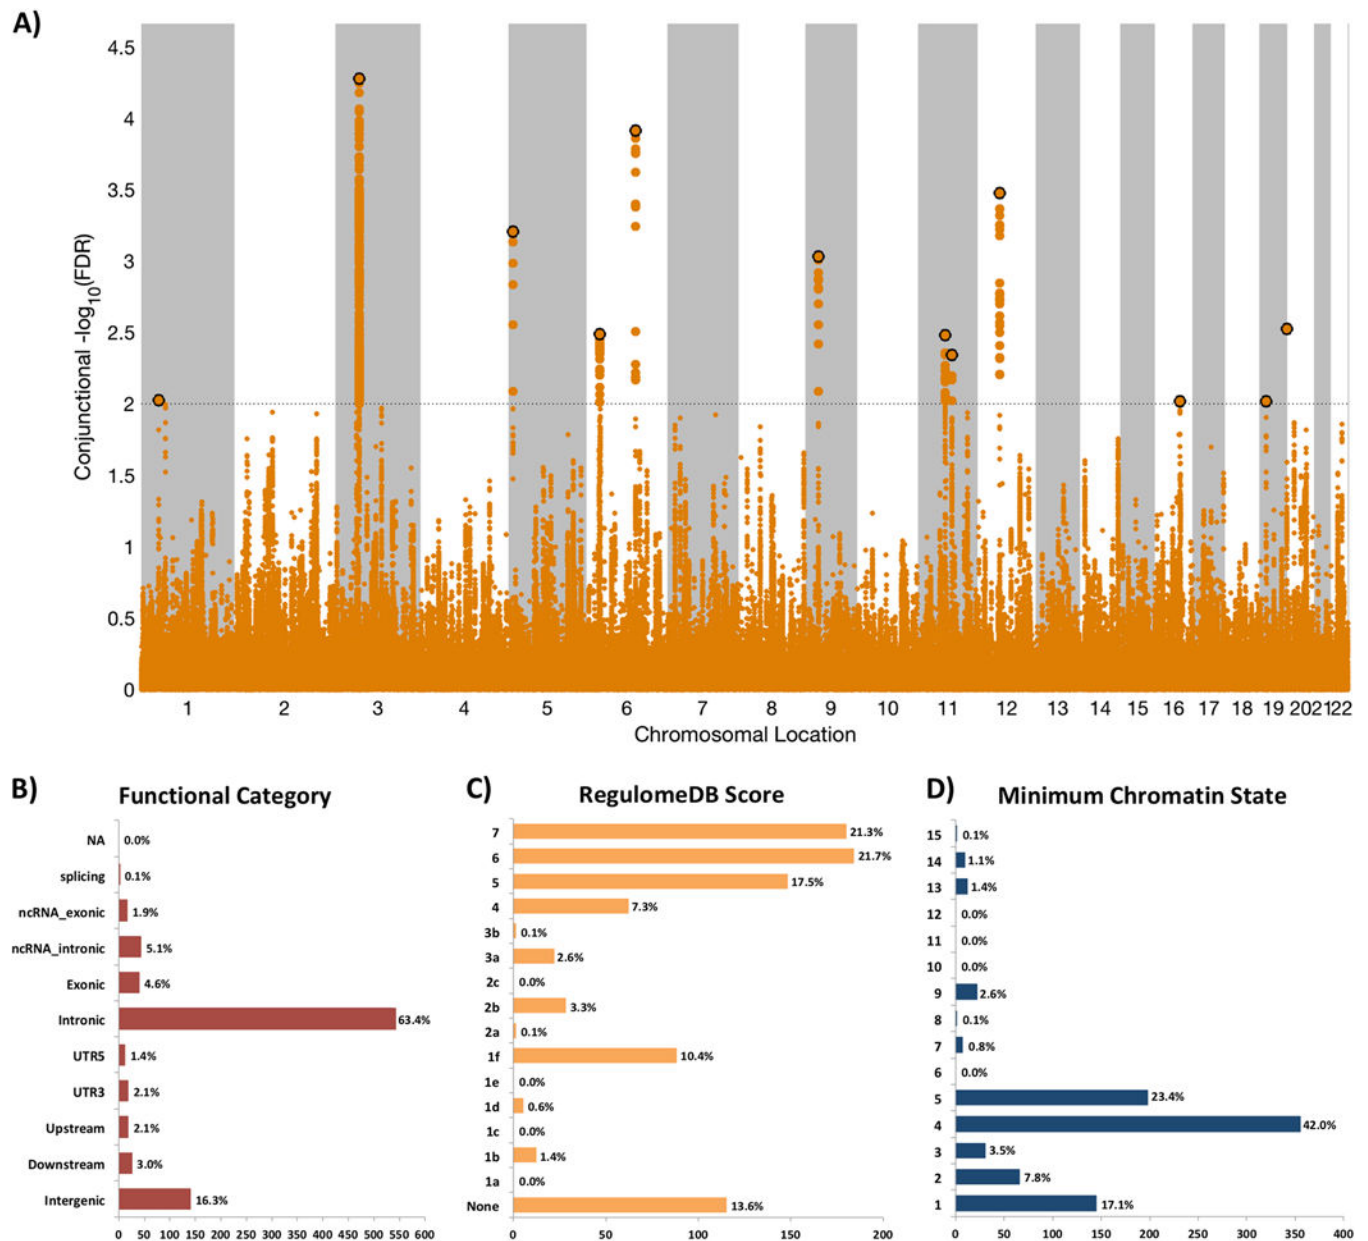 A)
Conjunctional -log10(FDR)
4.5
4
3.5
3
2.5
2
1.5
1
0.5
0
1 2 3 4 5 6 7 8 9 10 11 12 13 14 15 16 17 18 19 202122
Chromosomal Location
B) Functional Category
NA 0.0%
splicing 0.1%
ncRNA_exonic 1.9%
ncRNA_intronic 5.1%
Exonic 4.6%
Intronic 63.4%
UTR5 1.4%
UTR3 2.1%
Upstream 2.1%
Downstream 3.0%
Intergenic 16.3%
0 50 100 150 200 250 300 350 400 450 500 550 600
C) RegulomeDB Score
7 21.3%
6 21.7%
5 17.5%
4 7.3%
3b 0.1%
3a 2.6%
2c 0.0%
2b 3.3%
2a 0.1%
1f 10.4%
1e 0.0%
1d 0.6%
1c 0.0%
1b 1.4%
1a 0.0%
None 13.6%
0 50 100 150 200
D) Minimum Chromatin State
15 0.1%
14 1.1%
13 1.4%
12 0.0%
11 0.0%
10 0.0%
9 2.6%
8 0.1%
7 0.8%
6 0.0%
5 23.4%
4 42.0%
3 3.5%
2 7.8%
1 17.1%
0 50 100 150 200 250 300 350 400